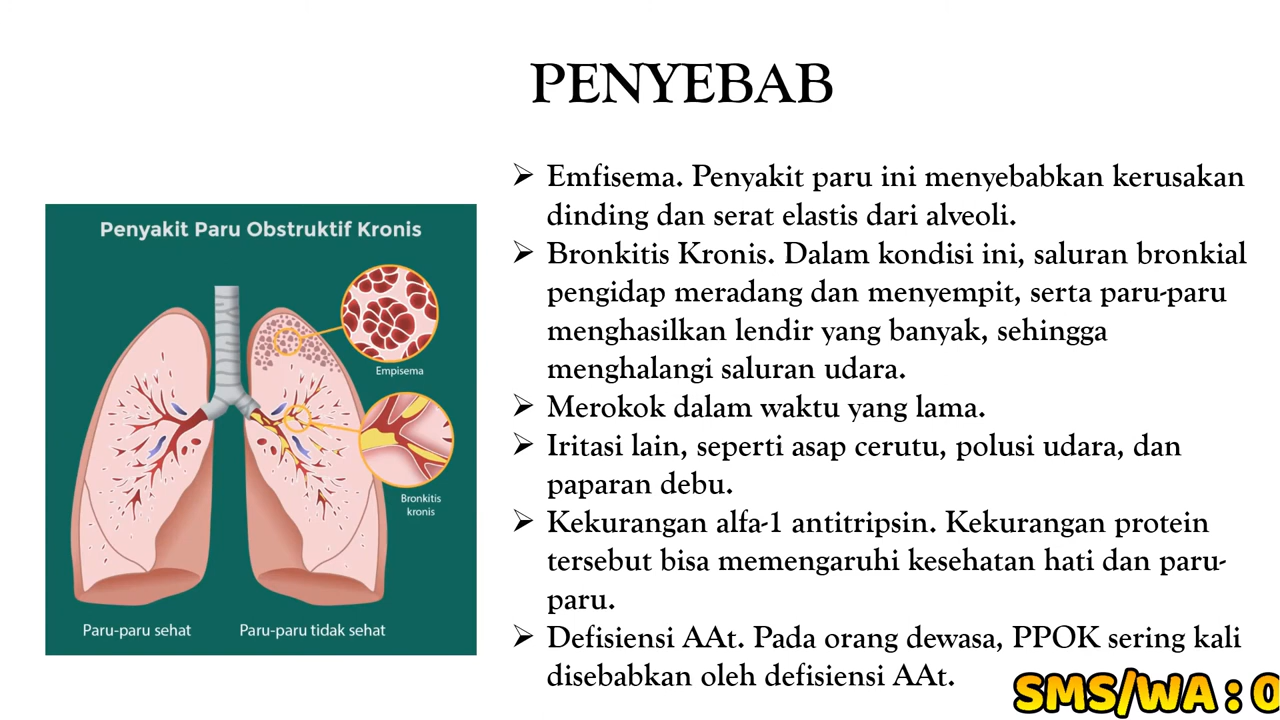 PENYEBAB
Penyakit Paru Obstruktif Kronis
Empisema
Bronkitis
kronis
Paru-paru sehat
Paru-paru tidak sehat
➢ Emfisema. Penyakit paru ini menyebabkan kerusakan
dinding dan serat elastis dari alveoli.
➢ Bronkitis Kronis. Dalam kondisi ini, saluran bronkial
pengidap meradang dan menyempit, serta paru-paru
menghasilkan lendir yang banyak, sehingga
menghalangi saluran udara.
➢ Merokok dalam waktu yang lama.
➢ Iritasi lain, seperti asap cerutu, polusi udara, dan
paparan debu.
➢ Kekurangan alfa-1 antitripsin. Kekurangan protein
tersebut bisa memengaruhi kesehatan hati dan paru-
paru.
➢ Defisiensi AAt. Pada orang dewasa, PPOK sering kali
disebabkan oleh defisiensi AAt.
SMS/WA : 0